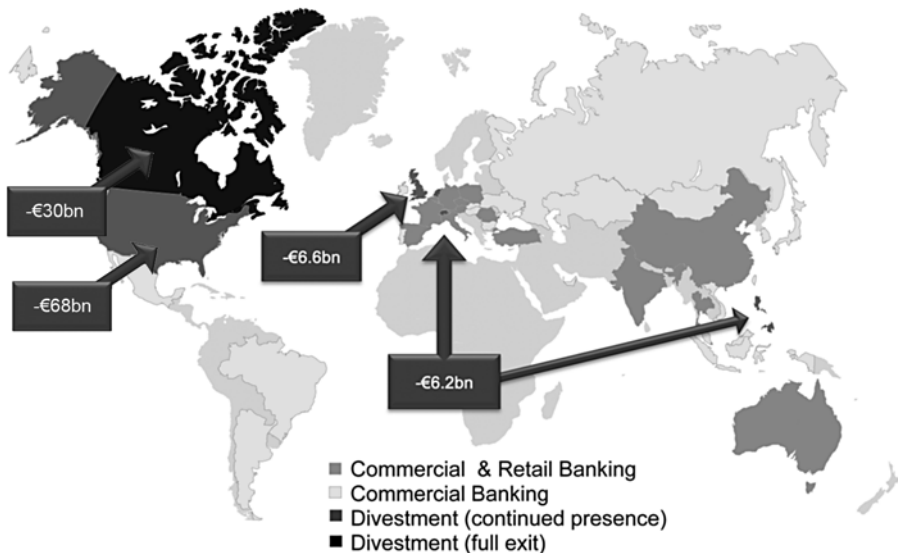 -€30bn
-€68bn
-€6.6bn
-€6.2bn
Commercial & Retail Banking
Commercial Banking
Divestment (continued presence)
Divestment (full exit)